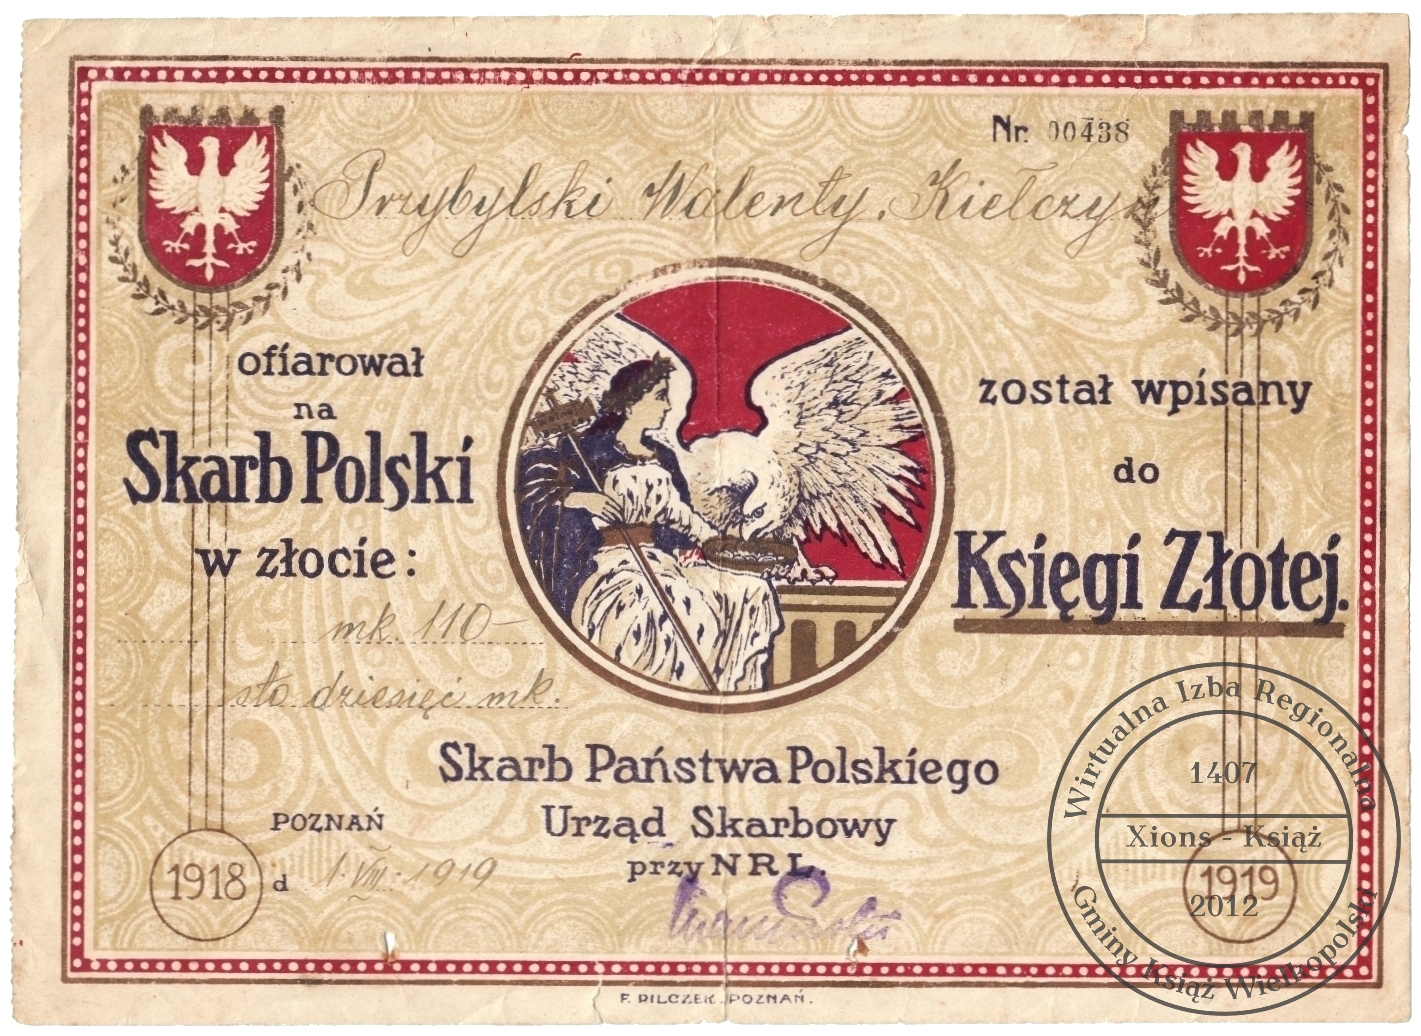 Nr. 00438
Przybylski Walenty, Kiełczyn
ofiarował
na
Skarb Polski
w złocie:
mk. 110-
sto dziesięć mk.
został wpisany
do
Księgi Złotej.
Skarb Państwa Polskiego
Urząd Skarbowy
przy N R L.
POZNAŃ
d 1. VIII. 1919
1918
1919
F. PILCZEK. POZNAŃ.
Wirtualna Izba Regionalna
1407
Xions - Książ
2012
Gminy Książ Wielkopolski